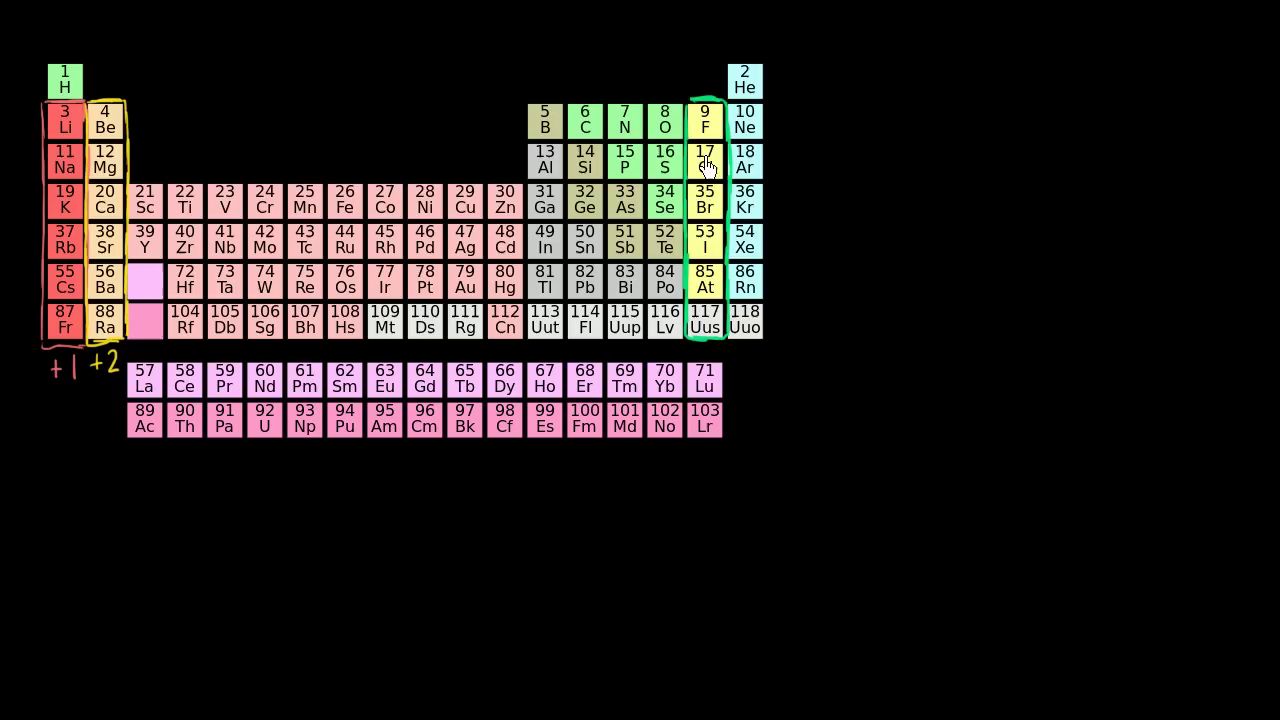 1 2
H He
3 4 5 6 7 8 9 10
Li Be B C N O F Ne
11 12 13 14 15 16 17 18
Na Mg Al Si P S Ar
19 20 21 22 23 24 25 26 27 28 29 30 31 32 33 34 35 36
K Ca Sc Ti V Cr Mn Fe Co Ni Cu Zn Ga Ge As Se Br Kr
37 38 39 40 41 42 43 44 45 46 47 48 49 50 51 52 53 54
Rb Sr Y Zr Nb Mo Tc Ru Rh Pd Ag Cd In Sn Sb Te I Xe
55 56 72 73 74 75 76 77 78 79 80 81 82 83 84 85 86
Cs Ba Hf Ta W Re Os Ir Pt Au Hg Tl Pb Bi Po At Rn
87 88 104 105 106 107 108 109 110 111 112 113 114 115 116 117 118
Fr Ra Rf Db Sg Bh Hs Mt Ds Rg Cn Uut Fl Uup Lv Uus Uuo
+1 +2
57 58 59 60 61 62 63 64 65 66 67 68 69 70 71
La Ce Pr Nd Pm Sm Eu Gd Tb Dy Ho Er Tm Yb Lu
89 90 91 92 93 94 95 96 97 98 99 100 101 102 103
Ac Th Pa U Np Pu Am Cm Bk Cf Es Fm Md No Lr